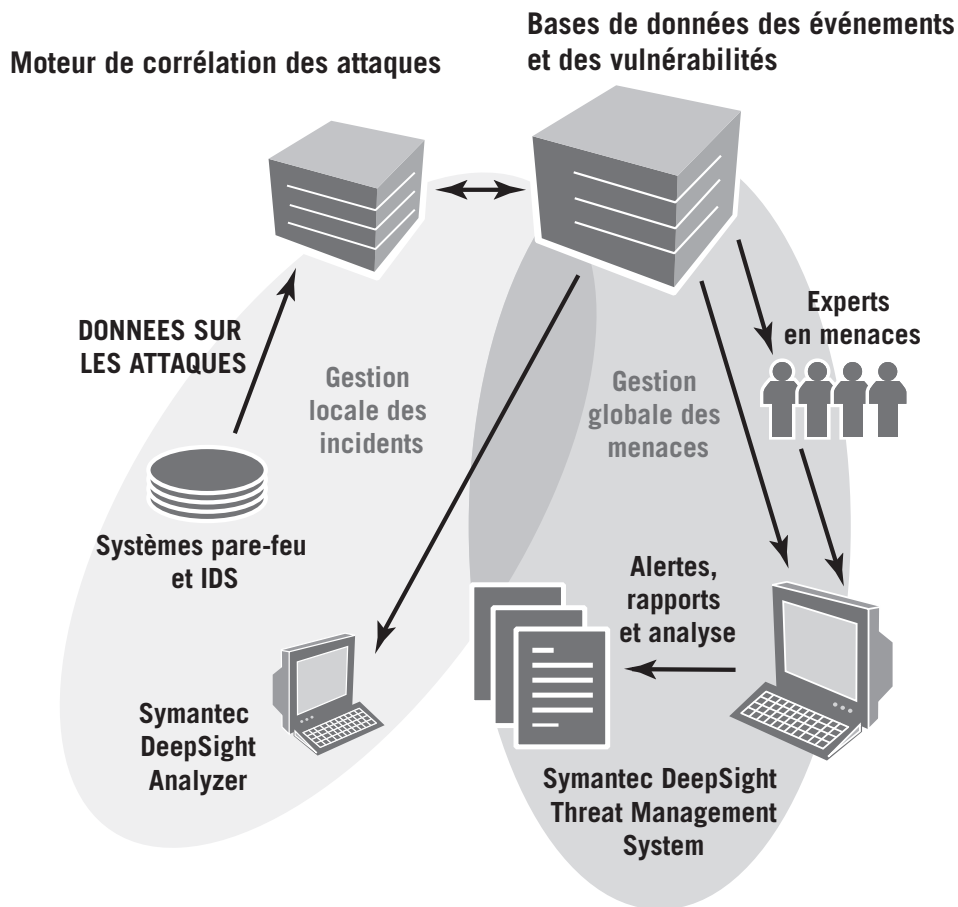 Bases de données des événements
et des vulnérabilités
Moteur de corrélation des attaques
Experts
en menaces
DONNEES SUR
LES ATTAQUES
Gestion
locale des
incidents
Gestion
globale des
menaces
Systèmes pare-feu
et IDS
Alertes,
rapports
et analyse
Symantec
DeepSight
Analyzer
Symantec DeepSight
Threat Management
System